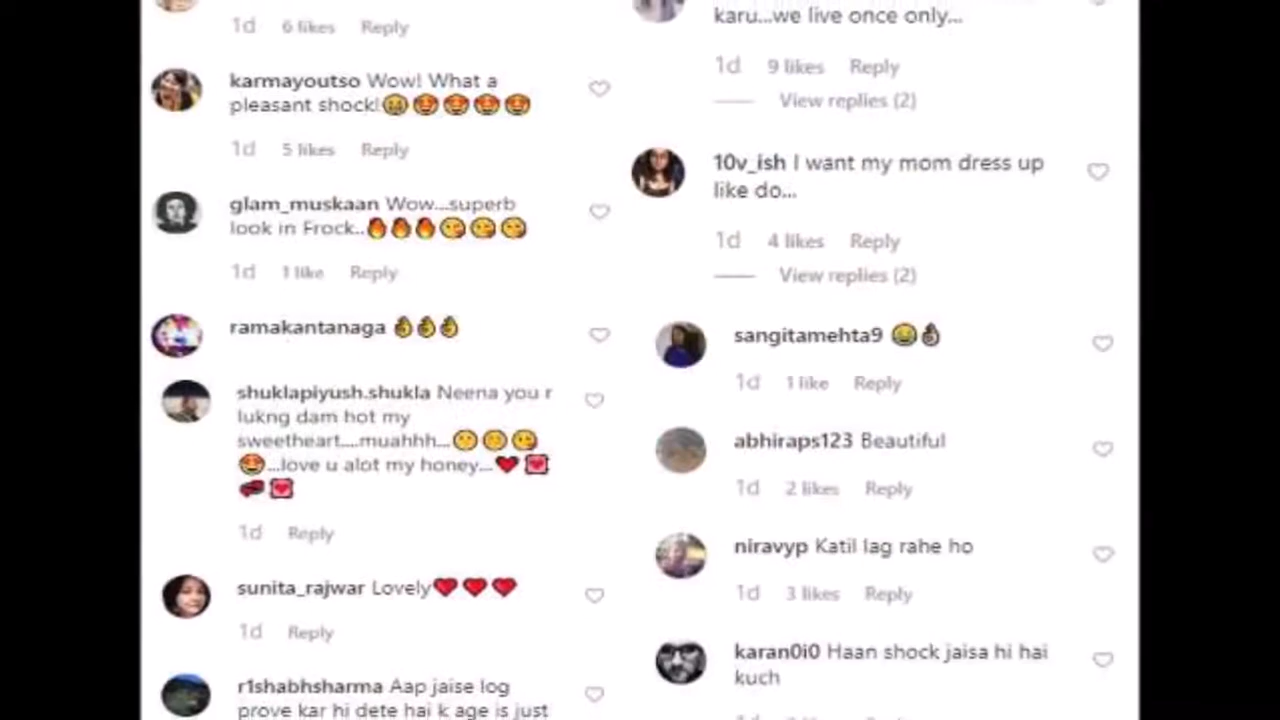 1d 6 likes Reply
karmayoutso Wow! What a
pleasant shock!😝🤩🤩🤩🤩
1d 5 likes Reply
glam_muskaan Wow...superb
look in Frock..🔥🔥🔥😋😋😋
1d 1 like Reply
ramakantanaga 👌👌👌
shuklapiyush.shukla Neena you r
lukng dam hot my
sweetheart....muahhh...
...love u alot my honey...❤️💟
💟
1d Reply
sunita_rajwar Lovely❤️❤️❤️
1d Reply
r1shabhsharma Aap jaise log
prove kar hi dete hai k age is just
karu...we live once only...
1d 9 likes Reply
View replies (2)
10v_ish I want my mom dress up
like do...
1d 4 likes Reply
View replies (2)
sangitamehta9 😂👌🏿
1d 1 like Reply
abhiraps123 Beautiful
1d 2 likes Reply
niravyp Katil lag rahe ho
1d 3 likes Reply
karan0i0 Haan shock jaisa hi hai
kuch